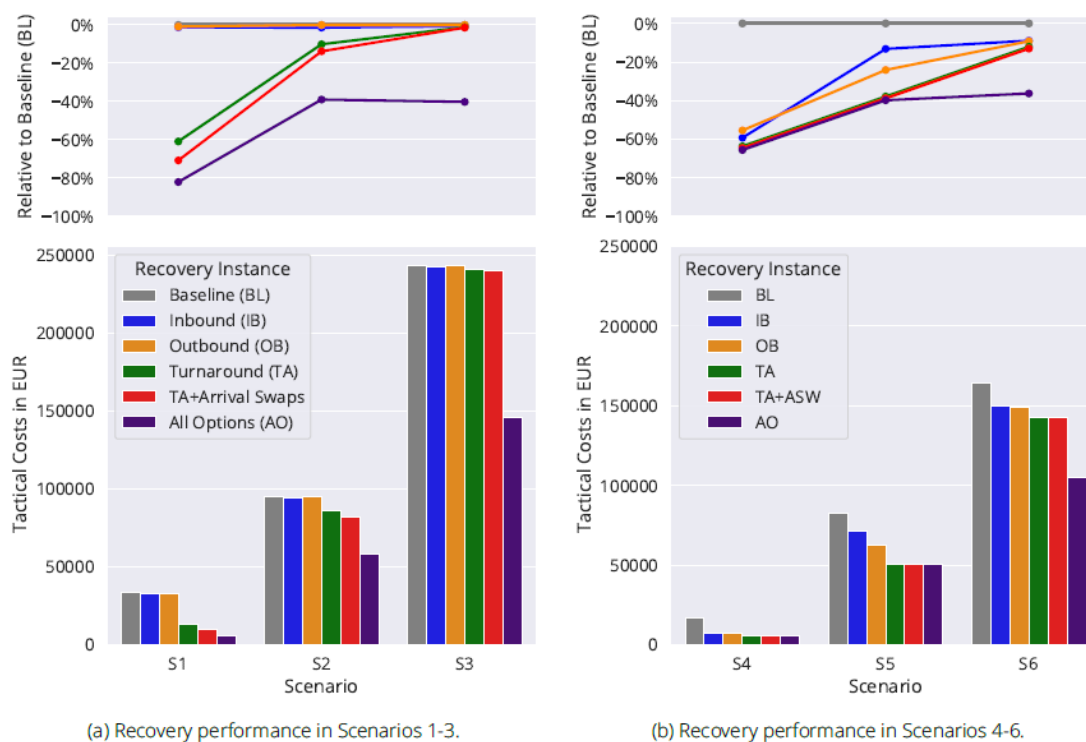 0%
−20%
−40%
−60%
−80%
−100%
Relative to Baseline (BL)
250000
200000
150000
100000
50000
0
Tactical Costs in EUR
Recovery Instance
Baseline (BL)
Inbound (IB)
Outbound (OB)
Turnaround (TA)
TA+Arrival Swaps
All Options (AO)
S1 S2 S3
Scenario
(a) Recovery performance in Scenarios 1-3.
0%
−20%
−40%
−60%
−80%
−100%
Relative to Baseline (BL)
250000
200000
150000
100000
50000
0
Tactical Costs in EUR
Recovery Instance
BL
IB
OB
TA
TA+ASW
AO
S4 S5 S6
Scenario
(b) Recovery performance in Scenarios 4-6.